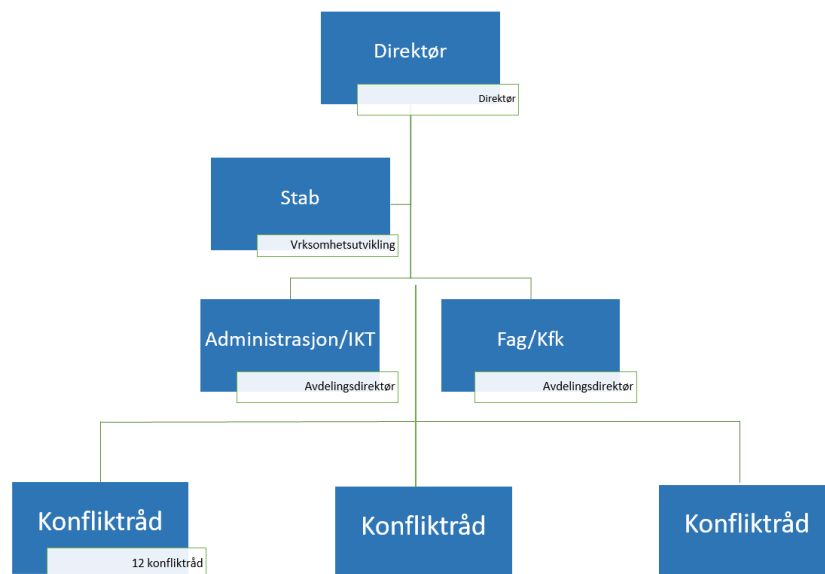 Direktør
Direktør
Stab
Vrksomhetsutvikling
Administrasjon/IKT
Avdelingsdirektør
Fag/Kfk
Avdelingsdirektør
Konfliktråd
12 konfliktråd
Konfliktråd
Konfliktråd